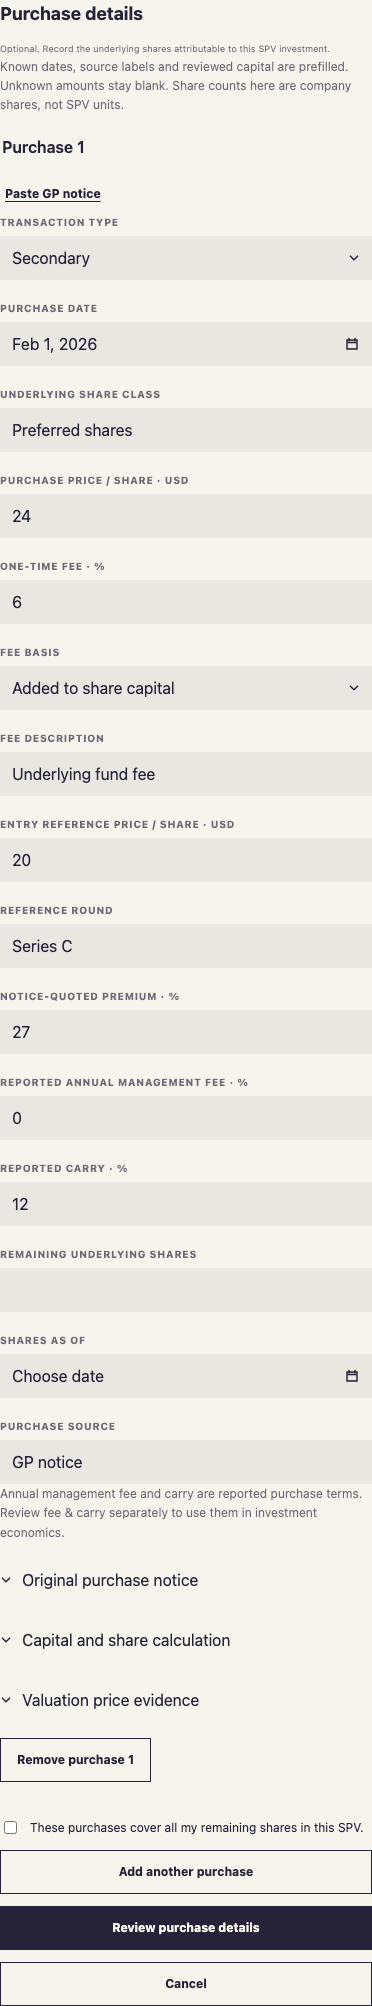 Purchase details
Optional. Record the underlying shares attributable to this SPV investment.
Known dates, source labels and reviewed capital are prefilled.
Unknown amounts stay blank. Share counts here are company
shares, not SPV units.
Purchase 1
Paste GP notice
TRANSACTION TYPE
Secondary
PURCHASE DATE
Feb 1, 2026
UNDERLYING SHARE CLASS
Preferred shares
PURCHASE PRICE / SHARE · USD
24
ONE-TIME FEE · %
6
FEE BASIS
Added to share capital
FEE DESCRIPTION
Underlying fund fee
ENTRY REFERENCE PRICE / SHARE · USD
20
REFERENCE ROUND
Series C
NOTICE-QUOTED PREMIUM · %
27
REPORTED ANNUAL MANAGEMENT FEE · %
0
REPORTED CARRY · %
12
REMAINING UNDERLYING SHARES
SHARES AS OF
Choose date
PURCHASE SOURCE
GP notice
Annual management fee and carry are reported purchase terms.
Review fee & carry separately to use them in investment
economics.
Original purchase notice
Capital and share calculation
Valuation price evidence
Remove purchase 1
These purchases cover all my remaining shares in this SPV.
Add another purchase
Review purchase details
Cancel